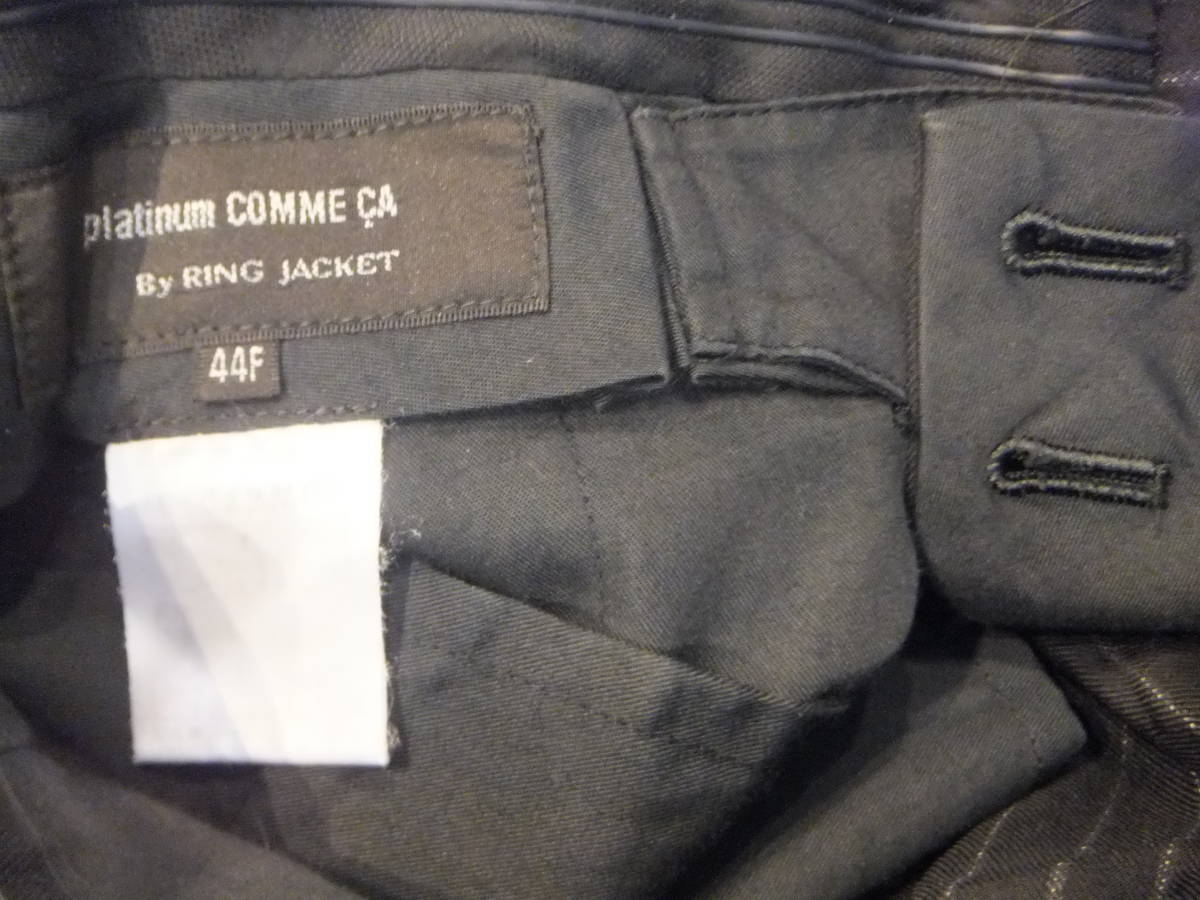 platinum COMME ÇA
By RING JACKET
44F